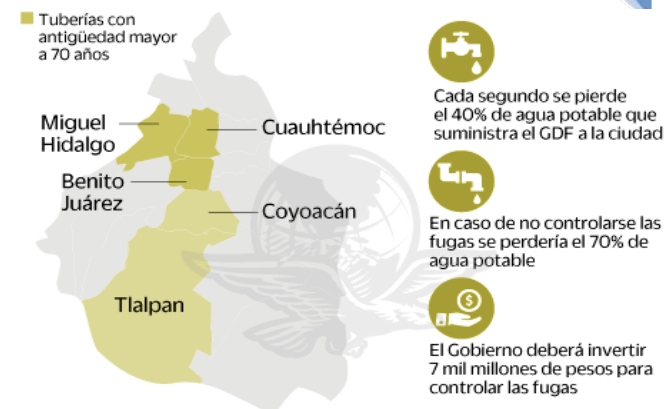 Tuberías con
antigüedad mayor
a 70 años
Miguel
Hidalgo
Cuauhtémoc
Benito
Juárez
Coyoacán
Tlalpan
Cada segundo se pierde
el 40% de agua potable que
suministra el GDF a la ciudad
En caso de no controlarse las
fugas se perdería el 70% de
agua potable
$
El Gobierno deberá invertir
7 mil millones de pesos para
controlar las fugas